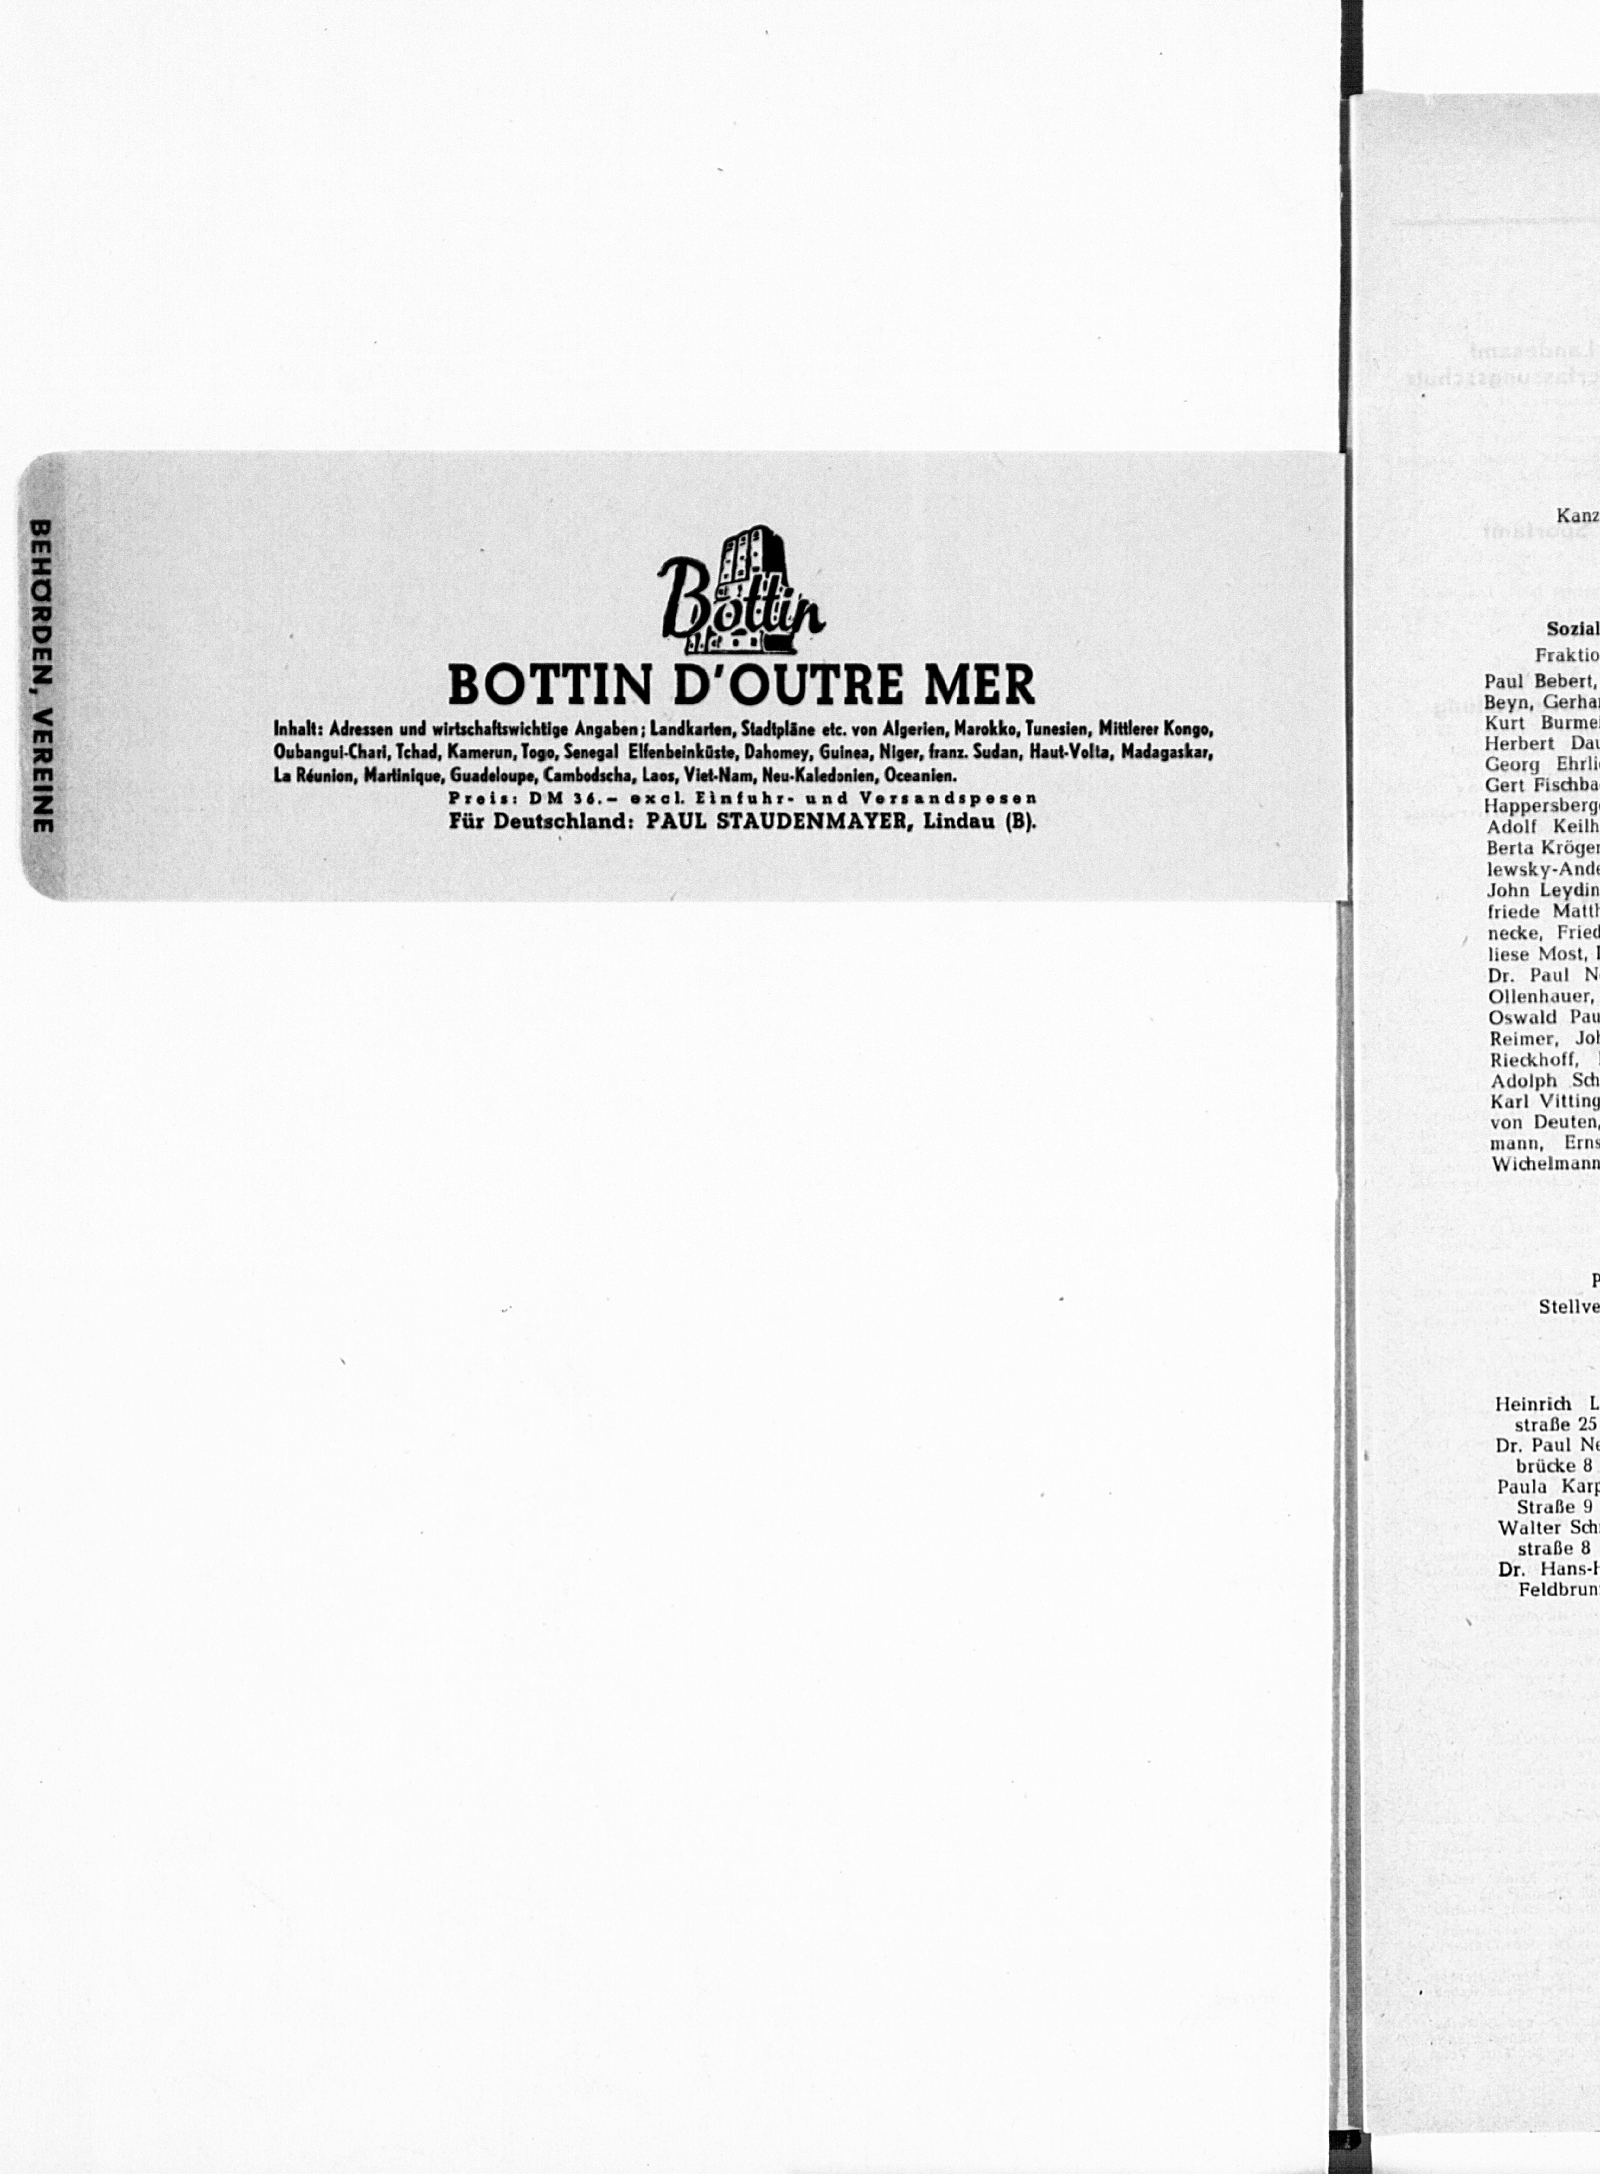 BEHÖRDEN, VEREINE
Bottin
BOTTIN D'OUTRE MER
Inhalt: Adressen und wirtschaftswichtige Angaben; Landkarten, Stadtpläne etc. von Algerien, Marokko, Tunesien, Mittlerer Kongo,
Oubangui-Chari, Tchad, Kamerun, Togo, Senegal Elfenbeinküste, Dahomey, Guinea, Niger, franz. Sudan, Haut-Volta, Madagaskar,
La Réunion, Martinique, Guadeloupe, Cambodscha, Laos, Viet-Nam, Neu-Kaledonien, Oceanien.
Preis: DM 36.– excl. Einfuhr- und Versandspesen
Für Deutschland: PAUL STAUDENMAYER, Lindau (B).
Kanz
Sozial
Fraktio
Paul Bebert,
Beyn, Gerha
Kurt Burme
Herbert Dau
Georg Ehrli
Gert Fischba
Happersberg
Adolf Keilh
Berta Kröger
lewsky-Ande
John Leydin
friede Matth
necke, Fried
liese Most,
Dr. Paul Ne
Ollenhauer,
Oswald Pau
Reimer, Joh
Rieckhoff,
Adolph Sch
Karl Vitting
von Deuten,
mann, Erns
Wichelmann
P
Stellve
Heinrich L
straße 25
Dr. Paul Ne
brücke 8
Paula Karp
Straße 9
Walter Sch
straße 8
Dr. Hans-H
Feldbrun